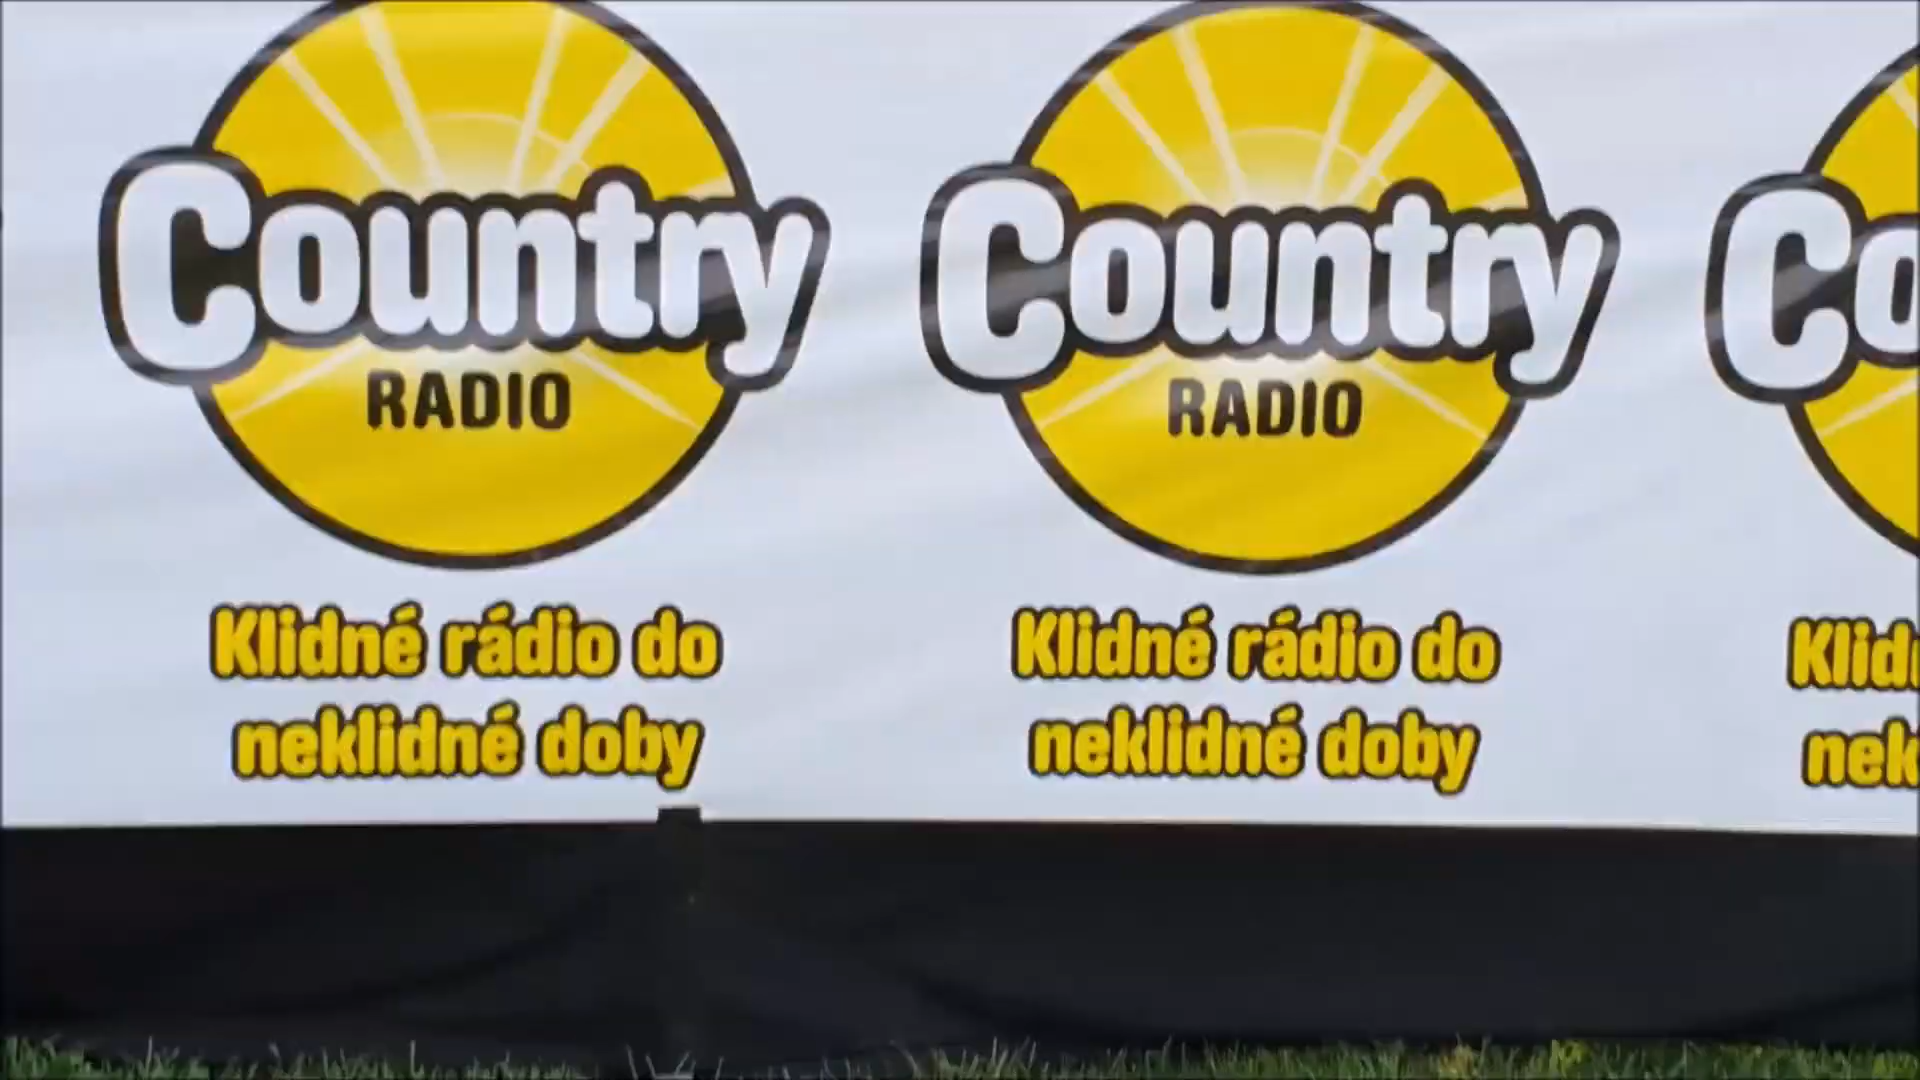 Country
RADIO
Klidné rádio do
neklidné doby
Country
RADIO
Klidné rádio do
neklidné doby